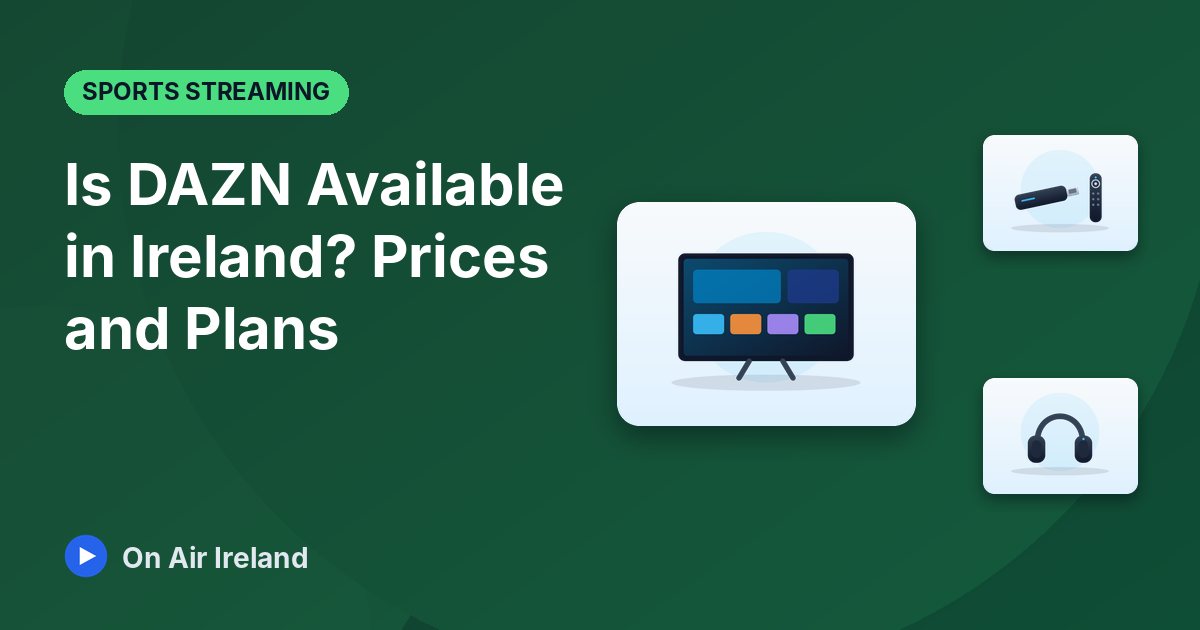 SPORTS STREAMING
Is DAZN Available
in Ireland? Prices
and Plans
On Air Ireland